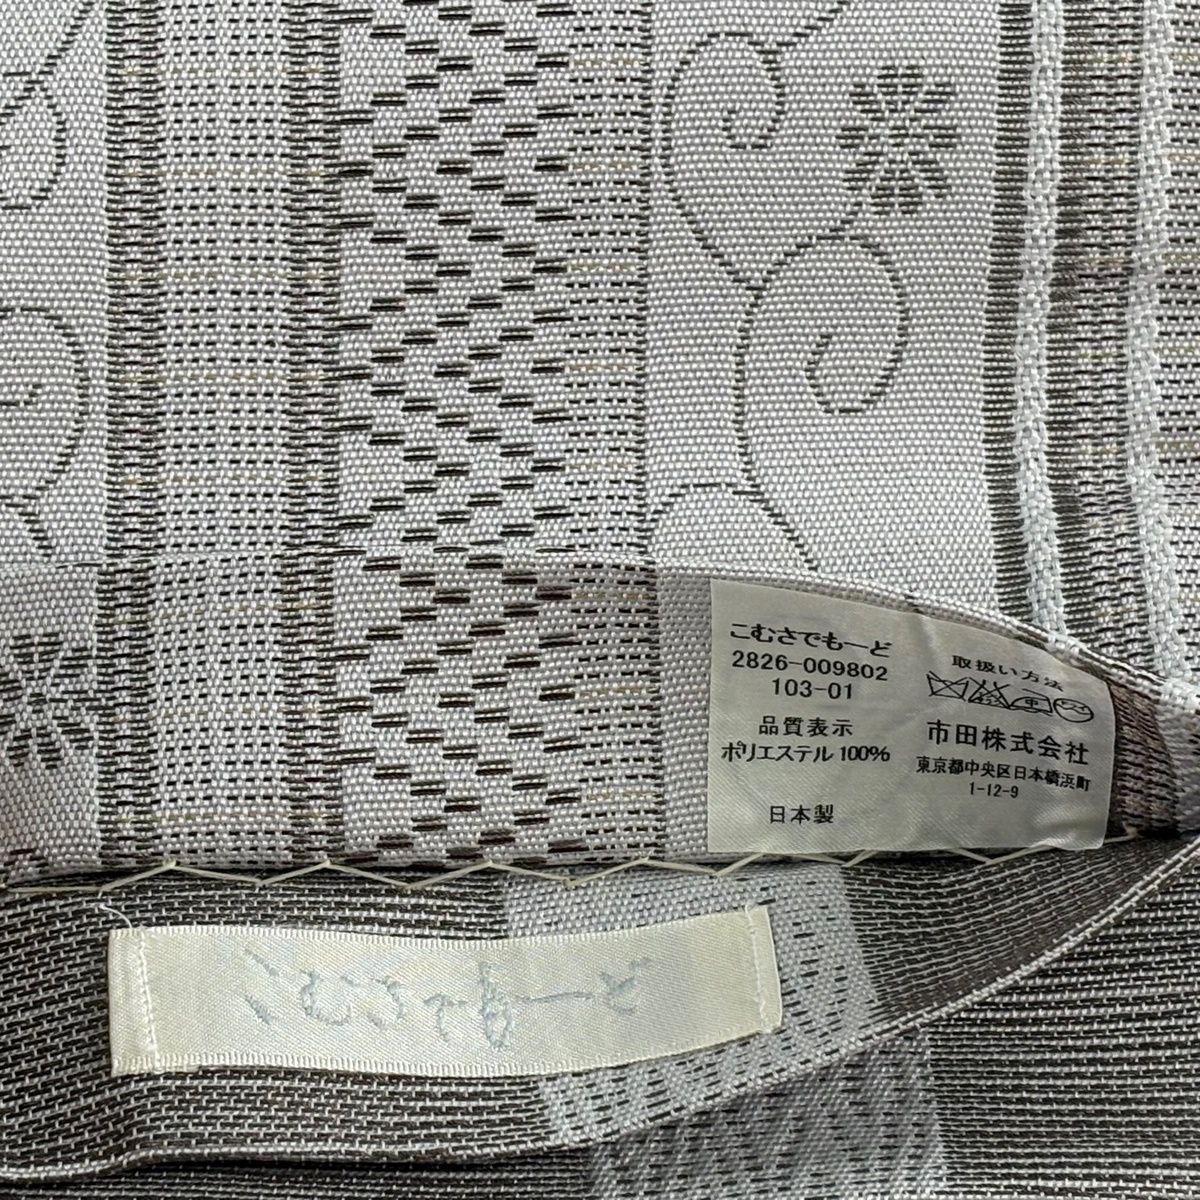 こむさでもーど
2826-009802
103-01
品質表示
ポリエステル 100%
日本製
取扱い方法
中
市田株式会社
東京都中央区日本橋浜町
1-12-9
こむさでもーど